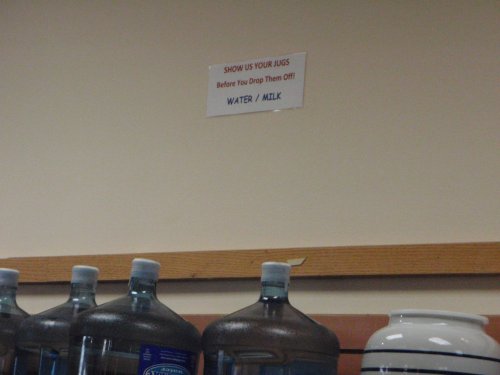 SHOW US YOUR JUGS
Before You Drop Them Off!
WATER / MILK